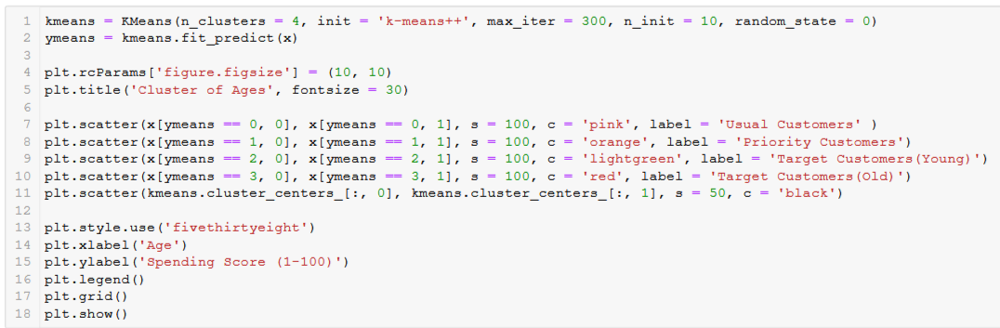 1 kmeans = KMeans(n_clusters = 4, init = 'k-means++', max_iter = 300, n_init = 10, random_state = 0)
2 ymeans = kmeans.fit_predict(x)
3
4 plt.rcParams['figure.figsize'] = (10, 10)
5 plt.title('Cluster of Ages', fontsize = 30)
6
7 plt.scatter(x[ymeans == 0, 0], x[ymeans == 0, 1], s = 100, c = 'pink', label = 'Usual Customers' )
8 plt.scatter(x[ymeans == 1, 0], x[ymeans == 1, 1], s = 100, c = 'orange', label = 'Priority Customers')
9 plt.scatter(x[ymeans == 2, 0], x[ymeans == 2, 1], s = 100, c = 'lightgreen', label = 'Target Customers(Young)')
10 plt.scatter(x[ymeans == 3, 0], x[ymeans == 3, 1], s = 100, c = 'red', label = 'Target Customers(Old)')
11 plt.scatter(kmeans.cluster_centers_[:, 0], kmeans.cluster_centers_[:, 1], s = 50, c = 'black')
12
13 plt.style.use('fivethirtyeight')
14 plt.xlabel('Age')
15 plt.ylabel('Spending Score (1-100)')
16 plt.legend()
17 plt.grid()
18 plt.show()